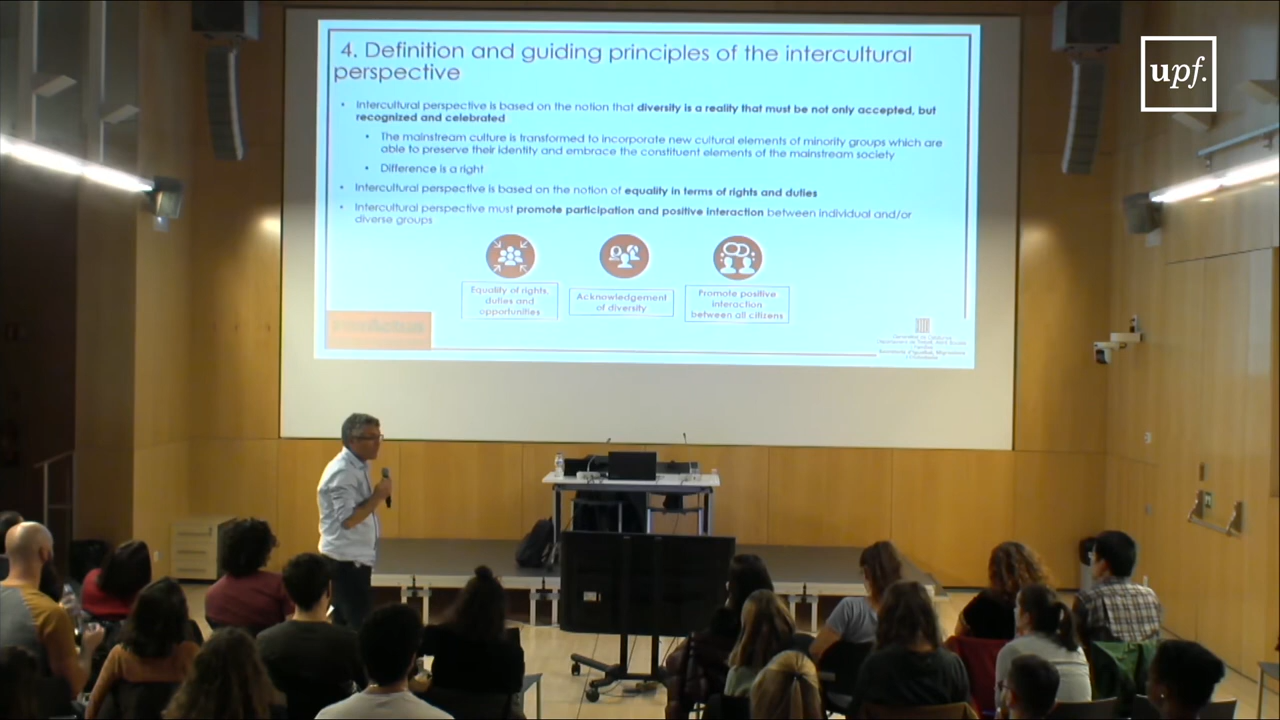 upf.
4. Definition and guiding principles of the intercultural
perspective
• Intercultural perspective is based on the notion that diversity is a reality that must be not only accepted, but
recognized and celebrated
• The mainstream culture is transformed to incorporate new cultural elements of minority groups which are
able to preserve their identity and embrace the constituent elements of the mainstream society
• Difference is a right
• Intercultural perspective is based on the notion of equality in terms of rights and duties
• Intercultural perspective must promote participation and positive interaction between individual and/or
diverse groups
Equality of rights,
duties and
opportunities
Acknowledgement
of diversity
Promote positive
interaction
between all citizens